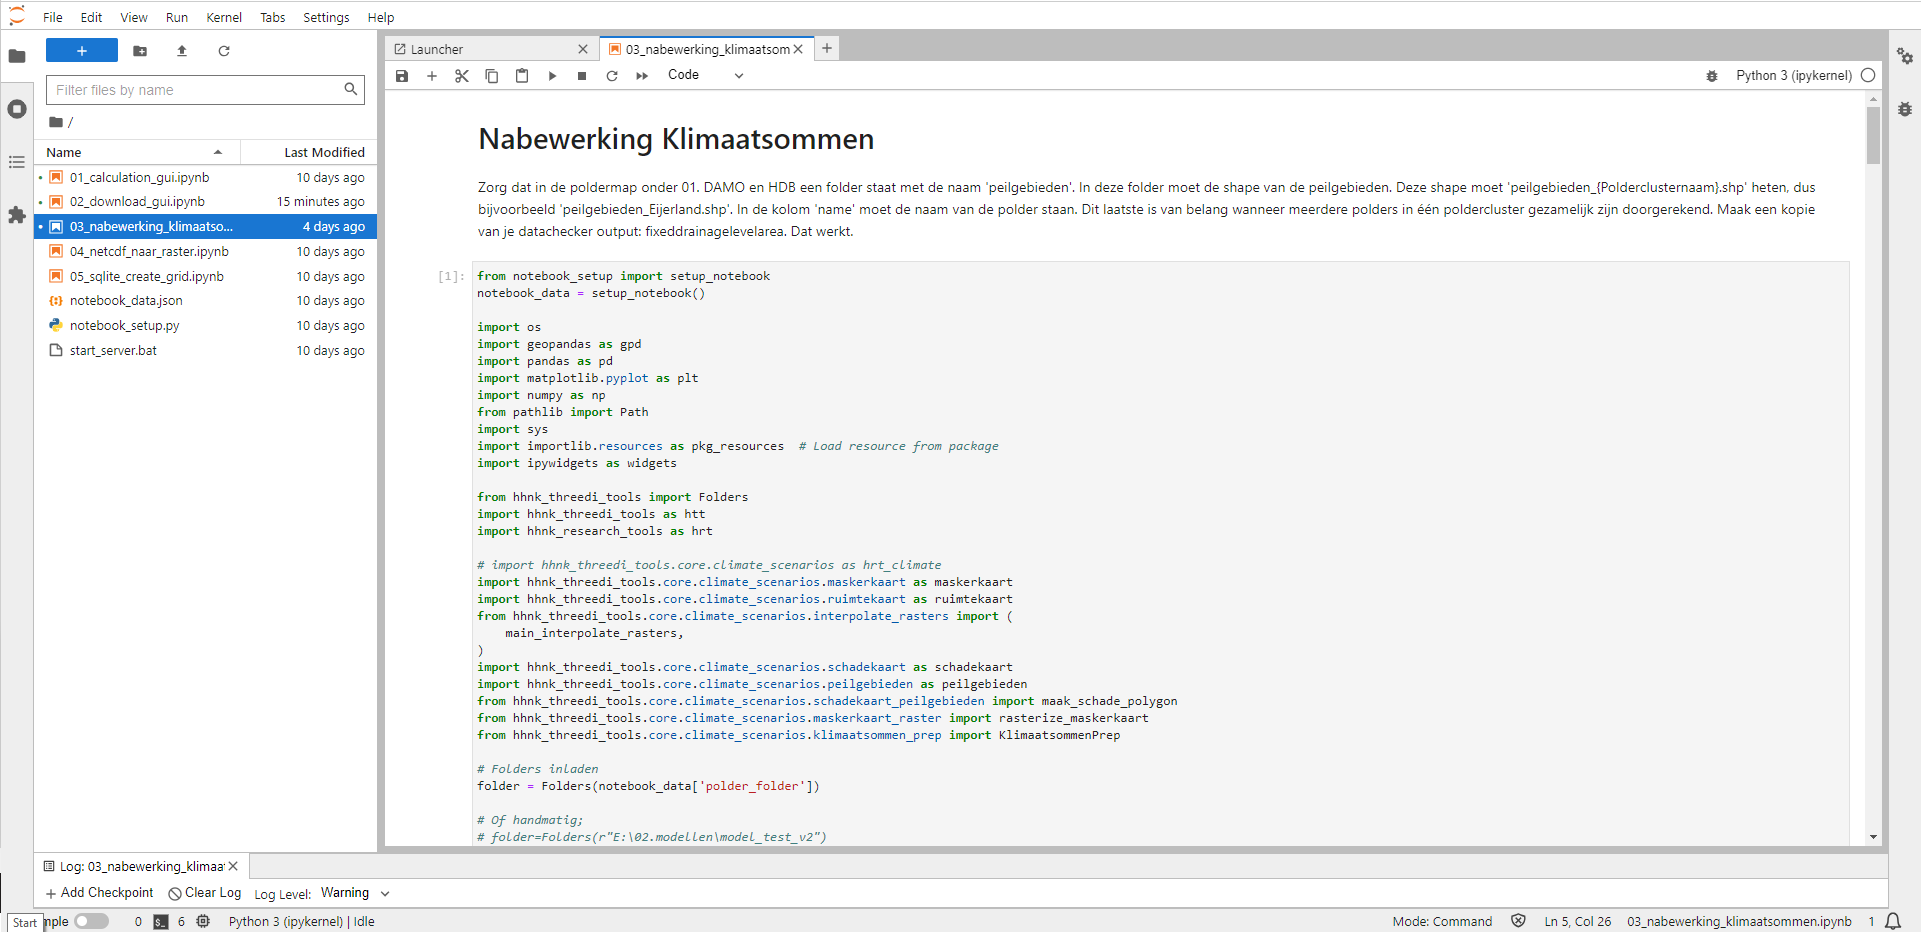 File Edit View Run Kernel Tabs Settings Help
+
Filter files by name
/
Name Last Modified
01_calculation_gui.ipynb 10 days ago
02_download_gui.ipynb 15 minutes ago
03_nabewerking_klimaatso... 4 days ago
04_netcdf_naar_raster.ipynb 10 days ago
05_sqlite_create_grid.ipynb 10 days ago
notebook_data.json 10 days ago
notebook_setup.py 10 days ago
start_server.bat 10 days ago
Launcher 03_nabewerking_klimaatsom
Code Python 3 (ipykernel)
Nabewerking Klimaatsommen
Zorg dat in de poldermap onder 01. DAMO en HDB een folder staat met de naam 'peilgebieden'. In deze folder moet de shape van de peilgebieden. Deze shape moet 'peilgebieden_{Polderclusternaam}.shp' heten, dus
bijvoorbeeld 'peilgebieden_Eijerland.shp'. In de kolom 'name' moet de naam van de polder staan. Dit laatste is van belang wanneer meerdere polders in één poldercluster gezamelijk zijn doorgerekend. Maak een kopie
van je datachecker output: fixeddrainagelevelarea. Dat werkt.
[1]: from notebook_setup import setup_notebook
notebook_data = setup_notebook()
import os
import geopandas as gpd
import pandas as pd
import matplotlib.pyplot as plt
import numpy as np
from pathlib import Path
import sys
import importlib.resources as pkg_resources  # Load resource from package
import ipywidgets as widgets
from hhnk_threedi_tools import Folders
import hhnk_threedi_tools as htt
import hhnk_research_tools as hrt
# import hhnk_threedi_tools.core.climate_scenarios as hrt_climate
import hhnk_threedi_tools.core.climate_scenarios.maskerkaart as maskerkaart
import hhnk_threedi_tools.core.climate_scenarios.ruimtekaart as ruimtekaart
from hhnk_threedi_tools.core.climate_scenarios.interpolate_rasters import (
    main_interpolate_rasters,
)
import hhnk_threedi_tools.core.climate_scenarios.schadekaart as schadekaart
import hhnk_threedi_tools.core.climate_scenarios.peilgebieden as peilgebieden
from hhnk_threedi_tools.core.climate_scenarios.schadekaart_peilgebieden import maak_schade_polygon
from hhnk_threedi_tools.core.climate_scenarios.maskerkaart_raster import rasterize_maskerkaart
from hhnk_threedi_tools.core.climate_scenarios.klimaatsommen_prep import KlimaatsommenPrep
# Folders inladen
folder = Folders(notebook_data['polder_folder'])
# Of handmatig;
# folder=Folders(r"E:\02.modellen\model_test_v2")
Log: 03_nabewerking_klimaat
+ Add Checkpoint Clear Log Log Level: Warning
Start mple 0 6 Python 3 (ipykernel) | Idle Mode: Command Ln 5, Col 26 03_nabewerking_klimaatsommen.ipynb 1